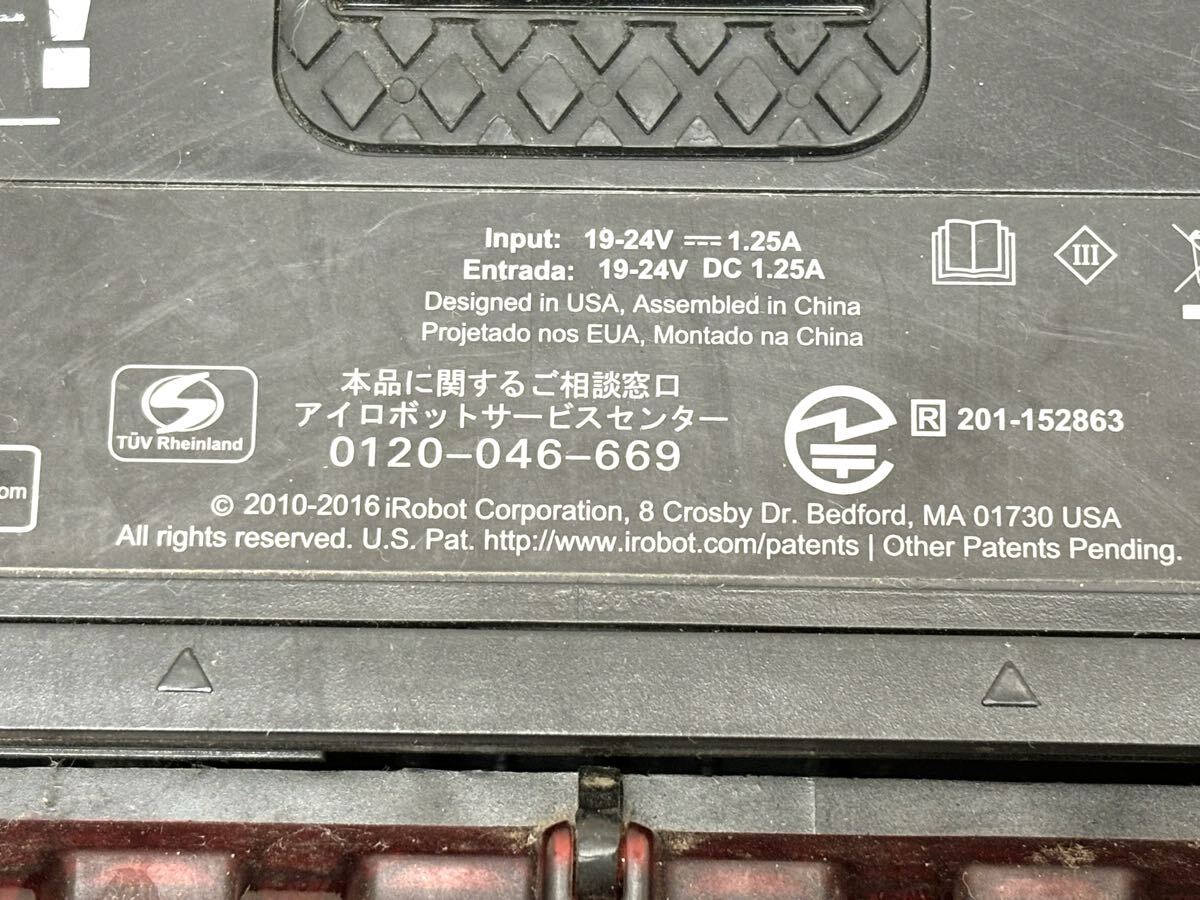 Input: 19-24V ⎓ 1.25A
Entrada: 19-24V DC 1.25A
Designed in USA, Assembled in China
Projetado nos EUA, Montado na China
III
TÜV Rheinland
本品に関するご相談窓口
アイロボットサービスセンター
0120-046-669
R 201-152863
om
© 2010-2016 iRobot Corporation, 8 Crosby Dr. Bedford, MA 01730 USA
All rights reserved. U.S. Pat. http://www.irobot.com/patents | Other Patents Pending.